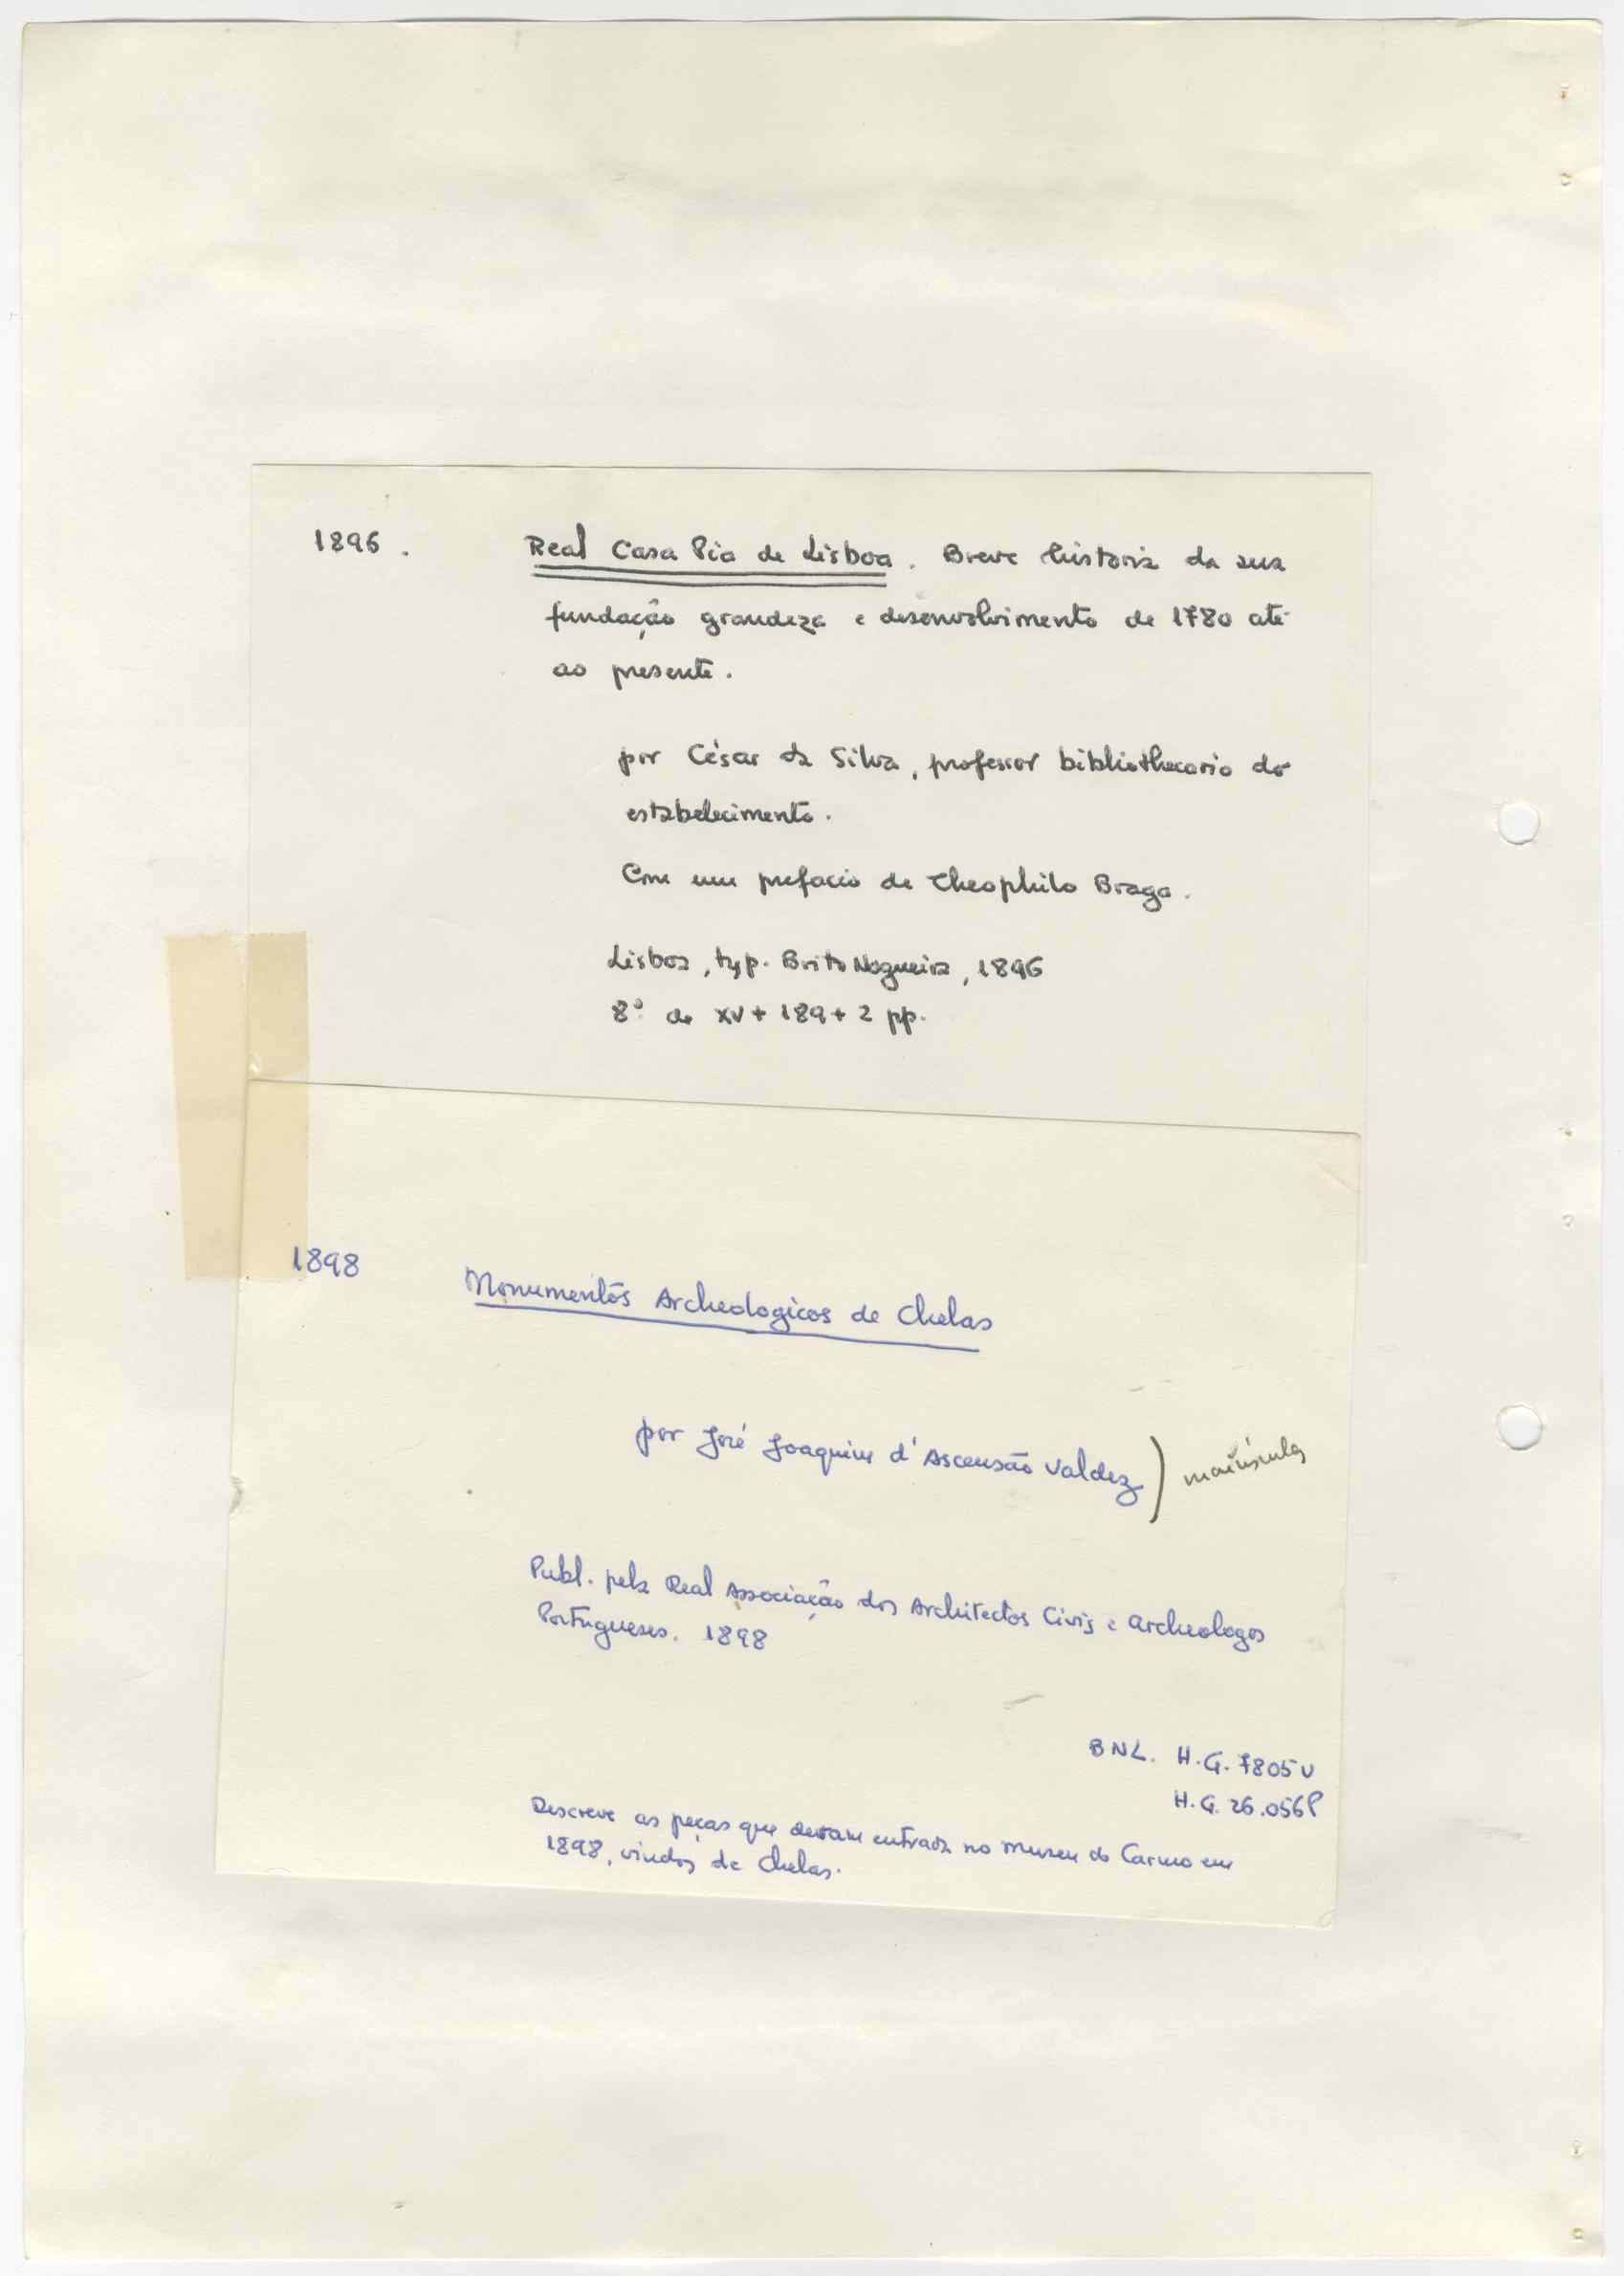 1896. Real Casa Pia de Lisboa. Breve historia da sua
fundação grandeza e desenvolvimento de 1780 até
ao presente.
por César da Silva, professor bibliothecario do
estabelecimento.
Com um prefacio de Theophilo Braga.
Lisboa, typ. Brito Nogueira, 1896
8º de XV + 189 + 2 pp.
1898 Monumentos Archeologicos de Chelas
por José Joaquim d'Ascensão Valdez) maiúsculas
Publ. pela Real Associação dos Architectos Civis e Archeologos
Portugueses. 1898
BNL. H.G. 7805 V
H.G. 26.056 P
Descreve as peças que deram entrada no Museu do Carmo em
1898, vindos de Chelas.